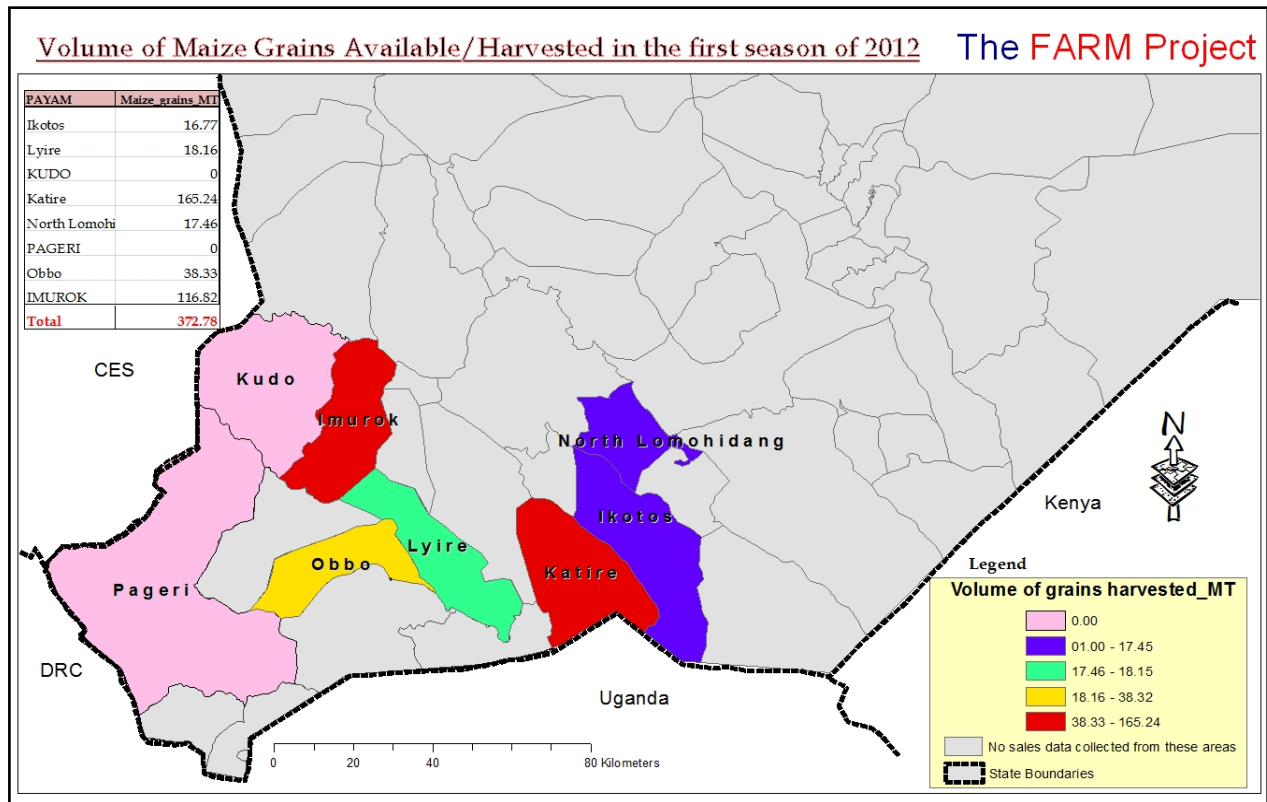 Volume of Maize Grains Available/Harvested in the first season of 2012
The FARM Project
PAYAM Maize_grains_MT
Ikotos 16.77
Lyire 18.16
KUDO 0
Katire 165.24
North Lomohi 17.46
PAGERI 0
Obbo 38.33
IMUROK 116.82
Total 372.78
CES
Kudo
Imurok
North Lomohidang
N
Kenya
Ikotos
Lyire
Obbo
Katire
Pageri
DRC
Uganda
Legend
Volume of grains harvested_MT
0.00
01.00 - 17.45
17.46 - 18.15
18.16 - 38.32
38.33 - 165.24
No sales data collected from these areas
State Boundaries
0 20 40 80 Kilometers